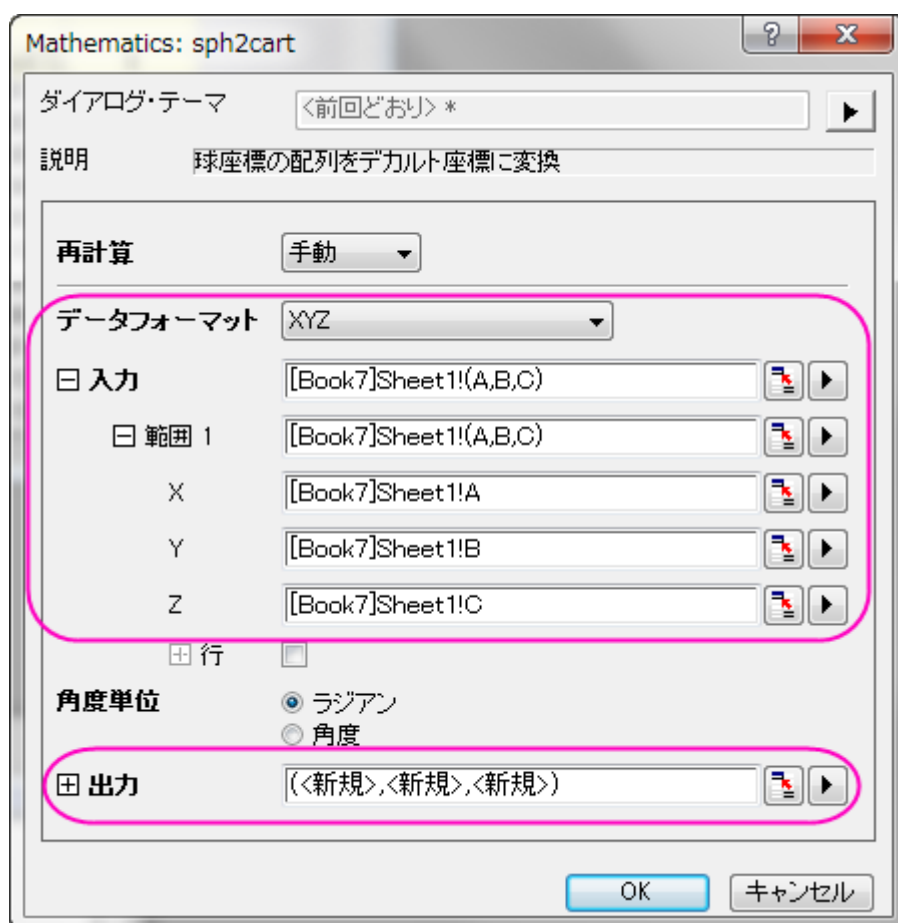 Mathematics: sph2cart
ダイアログ・テーマ <前回どおり> *
説明 球座標の配列をデカルト座標に変換
再計算 手動
データフォーマット XYZ
入力 [Book7]Sheet1!(A,B,C)
範囲 1 [Book7]Sheet1!(A,B,C)
X [Book7]Sheet1!A
Y [Book7]Sheet1!B
Z [Book7]Sheet1!C
行
角度単位 ラジアン
角度
出力 (<新規>,<新規>,<新規>)
OK キャンセル